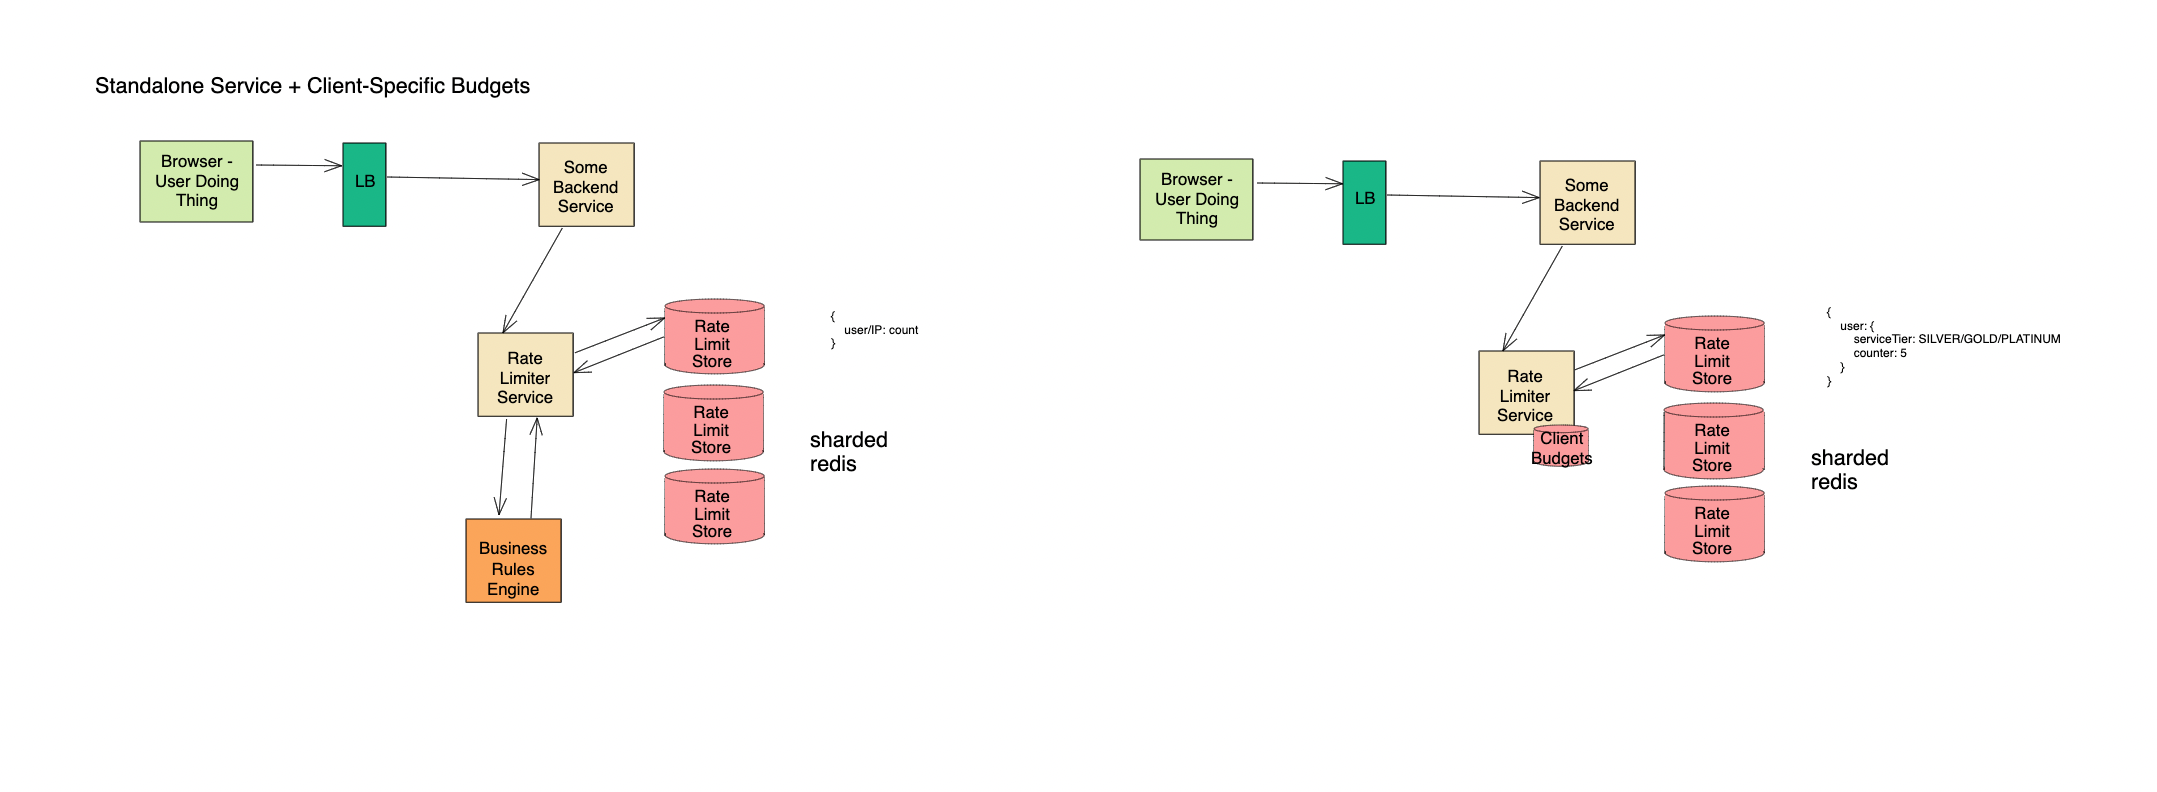 Standalone Service + Client-Specific Budgets
Browser -
User Doing
Thing
LB
Some
Backend
Service
Rate
Limiter
Service
Rate
Limit
Store
Rate
Limit
Store
Rate
Limit
Store
{
user/IP: count
}
sharded
redis
Business
Rules
Engine
Browser -
User Doing
Thing
LB
Some
Backend
Service
Rate
Limiter
Service
Client
Budgets
Rate
Limit
Store
Rate
Limit
Store
Rate
Limit
Store
{
user: {
serviceTier: SILVER/GOLD/PLATINUM
counter: 5
}
}
sharded
redis